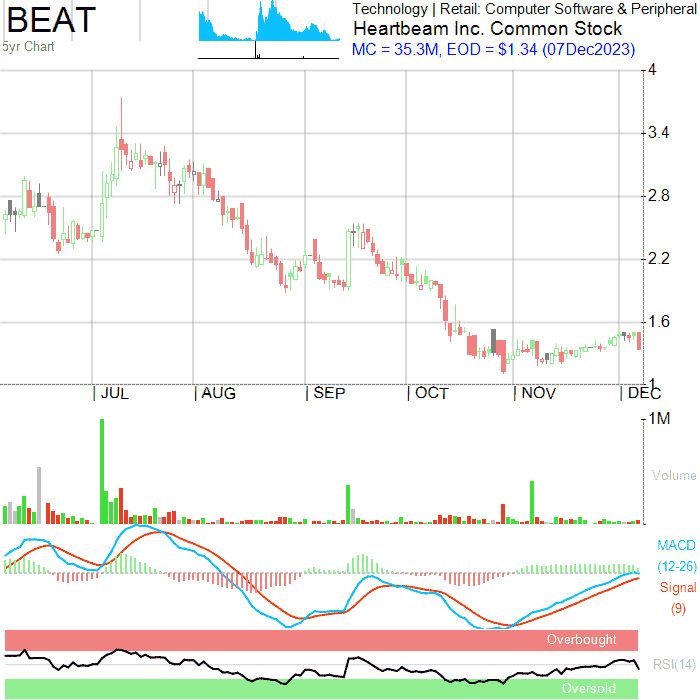 BEAT
5yr Chart
Technology | Retail: Computer Software & Peripheral
Heartbeam Inc. Common Stock
MC = 35.3M, EOD = $1.34 (07Dec2023)
4
3.4
2.8
2.2
1.6
1
JUL
AUG
SEP
OCT
NOV
DEC
1M
Volume
MACD
(12-26)
Signal
(9)
Overbought
RSI(14)
Oversold